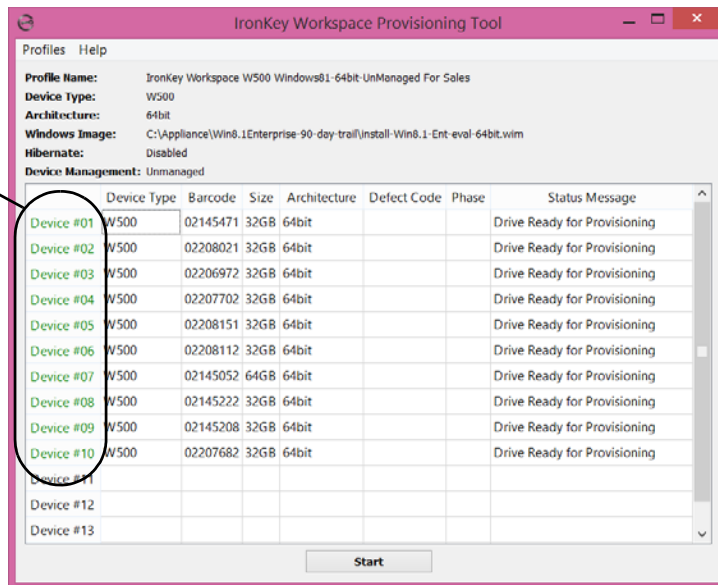 IronKey Workspace Provisioning Tool
Profiles Help
Profile Name: IronKey Workspace W500 Windows81-64bit-UnManaged For Sales
Device Type: W500
Architecture: 64bit
Windows Image: C:\Appliance\Win8.1Enterprise-90-day-trail\install-Win8.1-Ent-eval-64bit.wim
Hibernate: Disabled
Device Management: Unmanaged
Device Type Barcode Size Architecture Defect Code Phase Status Message
Device #01 W500 02145471 32GB 64bit Drive Ready for Provisioning
Device #02 W500 02208021 32GB 64bit Drive Ready for Provisioning
Device #03 W500 02206972 32GB 64bit Drive Ready for Provisioning
Device #04 W500 02207702 32GB 64bit Drive Ready for Provisioning
Device #05 W500 02208151 32GB 64bit Drive Ready for Provisioning
Device #06 W500 02208112 32GB 64bit Drive Ready for Provisioning
Device #07 W500 02145052 64GB 64bit Drive Ready for Provisioning
Device #08 W500 02145222 32GB 64bit Drive Ready for Provisioning
Device #09 W500 02145208 32GB 64bit Drive Ready for Provisioning
Device #10 W500 02207682 32GB 64bit Drive Ready for Provisioning
Device #11
Device #12
Device #13
Start